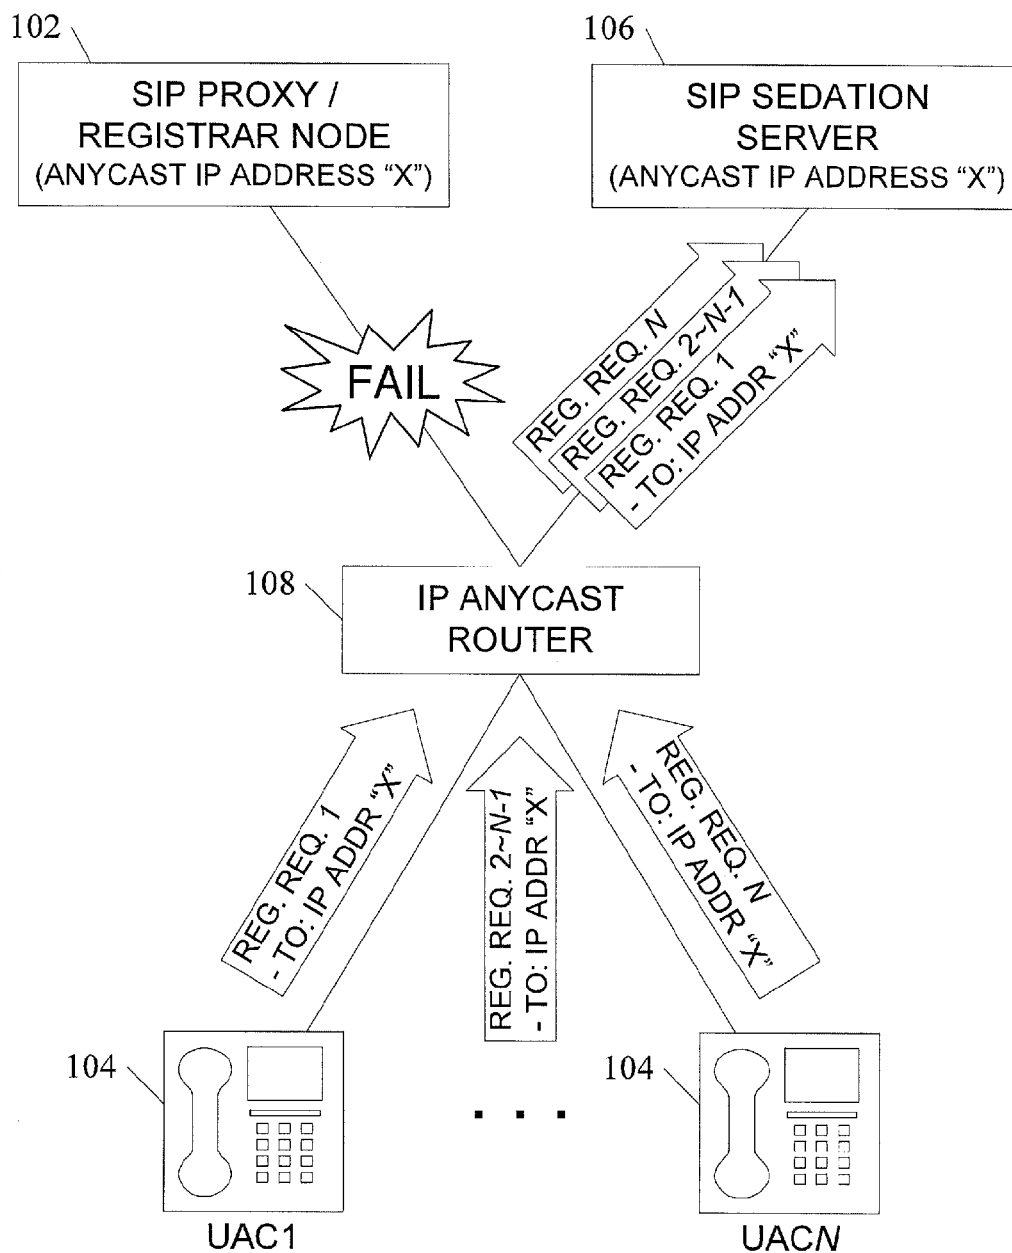 102
SIP PROXY /
REGISTRAR NODE
(ANYCAST IP ADDRESS “X”)
106
SIP SEDATION
SERVER
(ANYCAST IP ADDRESS “X”)
FAIL
REG. REQ. N
REG. REQ. 2~N-1
REG. REQ. 1
- TO: IP ADDR “X”
108
IP ANYCAST
ROUTER
REG. REQ. 1
- TO: IP ADDR “X”
REG. REQ. 2~N-1
- TO: IP ADDR “X”
REG. REQ. N
- TO: IP ADDR “X”
104
UAC1
. . .
104
UACN